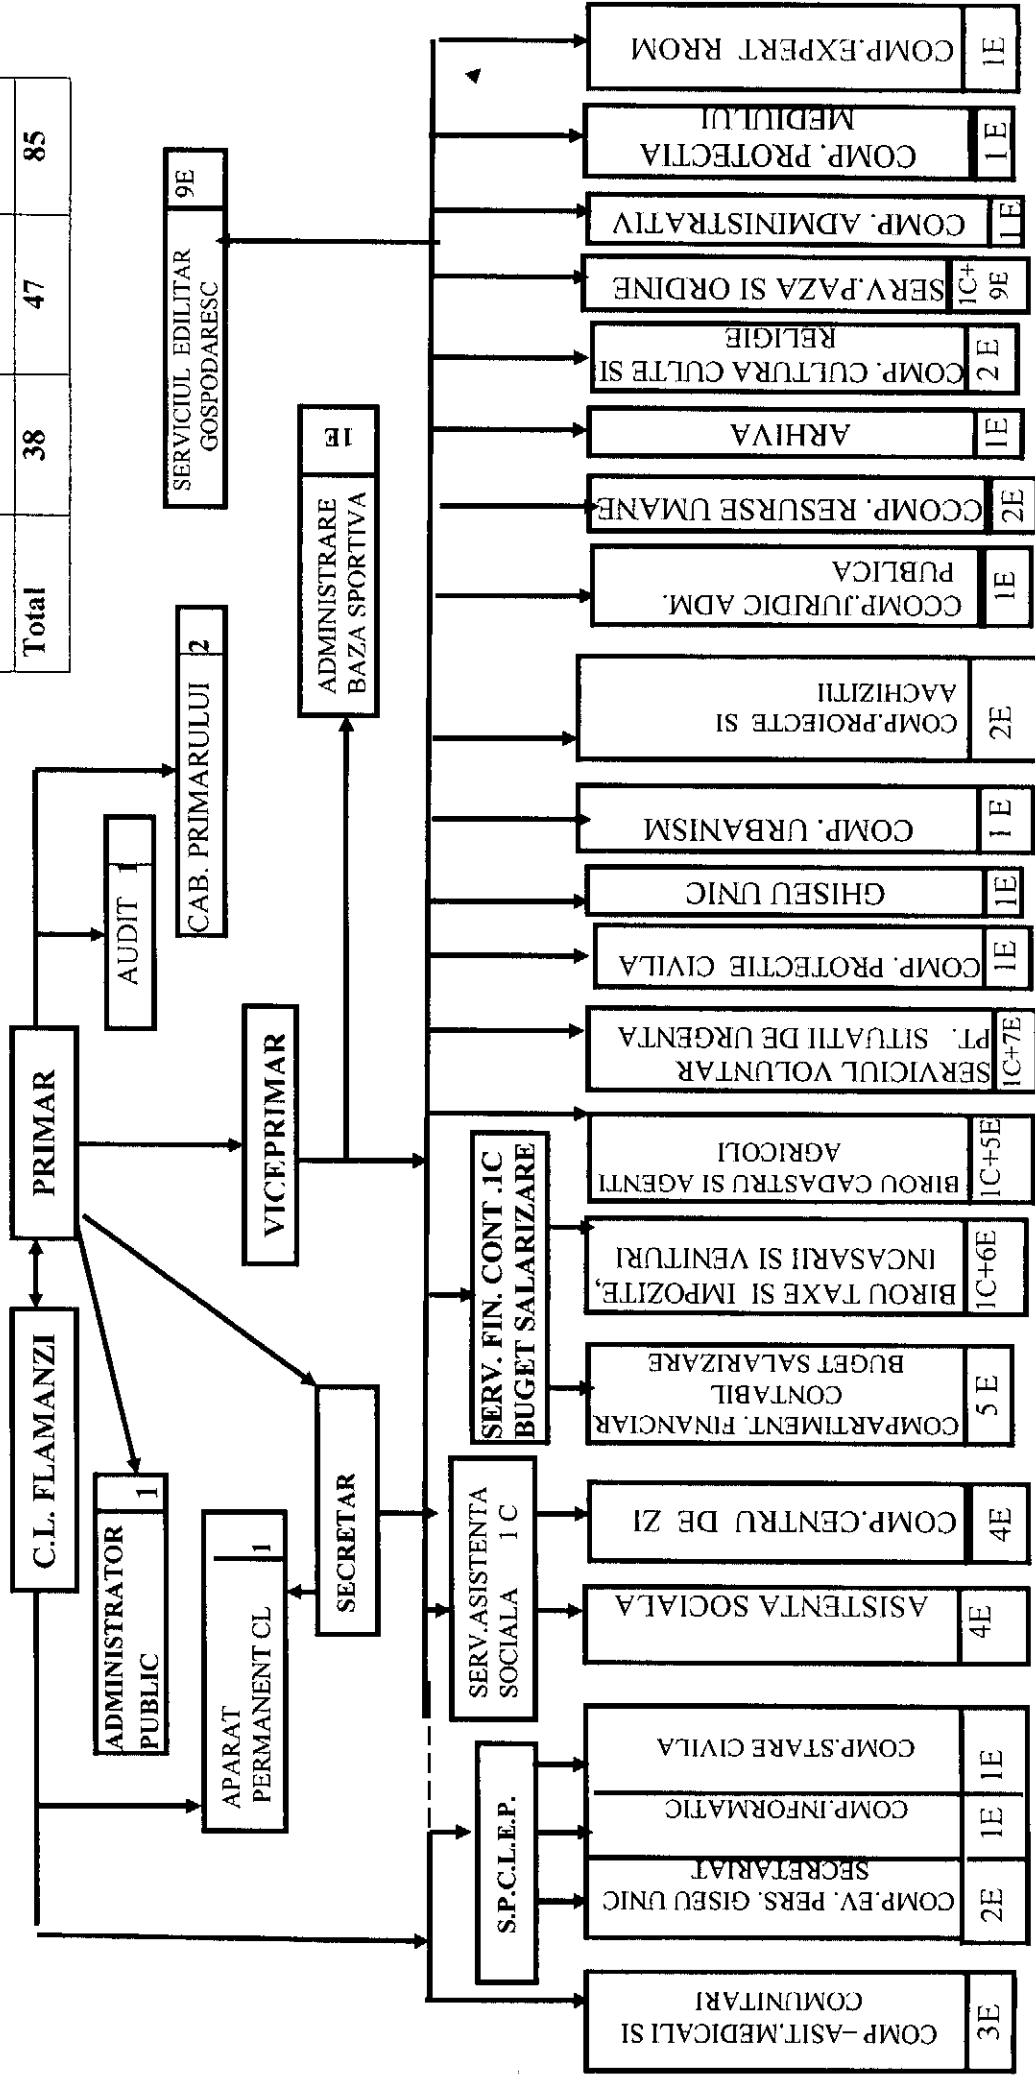 Total 38 47 85
C.L. FLAMANZI
PRIMAR
AUDIT 1
CAB. PRIMARULUI 2
SERVICIUL EDILITAR
GOSPODARESC
9E
ADMINISTRATOR
PUBLIC
1
APARAT
PERMANENT CL
1
VICEPRIMAR
ADMINISTRARE
BAZA SPORTIVA
1E
SECRETAR
S.P.C.L.E.P.
SERV.ASISTENTA
SOCIALA 1 C
SERV. FIN. CONT .1C
BUGET SALARIZARE
COMP–ASIT.MEDICALI SI
COMUNITARI
3E
COMP.EV. PERS. GISEU UNIC
SECRETARIAT
2E
COMP.INFORMATIC
1E
COMP.STARE CIVILA
1E
ASISTENTA SOCIALA
4E
COMP.CENTRU DE ZI
4E
COMPARTIMENT. FINANCIAR
CONTABIL
BUGET SALARIZARE
5 E
BIROU TAXE SI IMPOZITE,
INCASARII SI VENITURI
1C+6E
BIROU CADASTRU SI AGENTI
AGRICOLI
1C+5E
SERVICIUL VOLUNTAR
PT. SITUATII DE URGENTA
1C+7E
COMP. PROTECTIE CIVILA
1E
GHISEU UNIC
1E
COMP. URBANISM
1 E
COMP.PROIECTE SI
AACHIZITII
2E
CCOMP.JURIDIC ADM.
PUBLICA
1E
CCOMP. RESURSE UMANE
2E
ARHIVA
1E
COMP. CULTURA CULTE SI
RELIGIE
2 E
SERV.PAZA SI ORDINE
1C+
9E
COMP. ADMINISTRATIV
1E
COMP. PROTECTIA
MEDIULUI
1 E
COMP.EXPERT RROM
1E